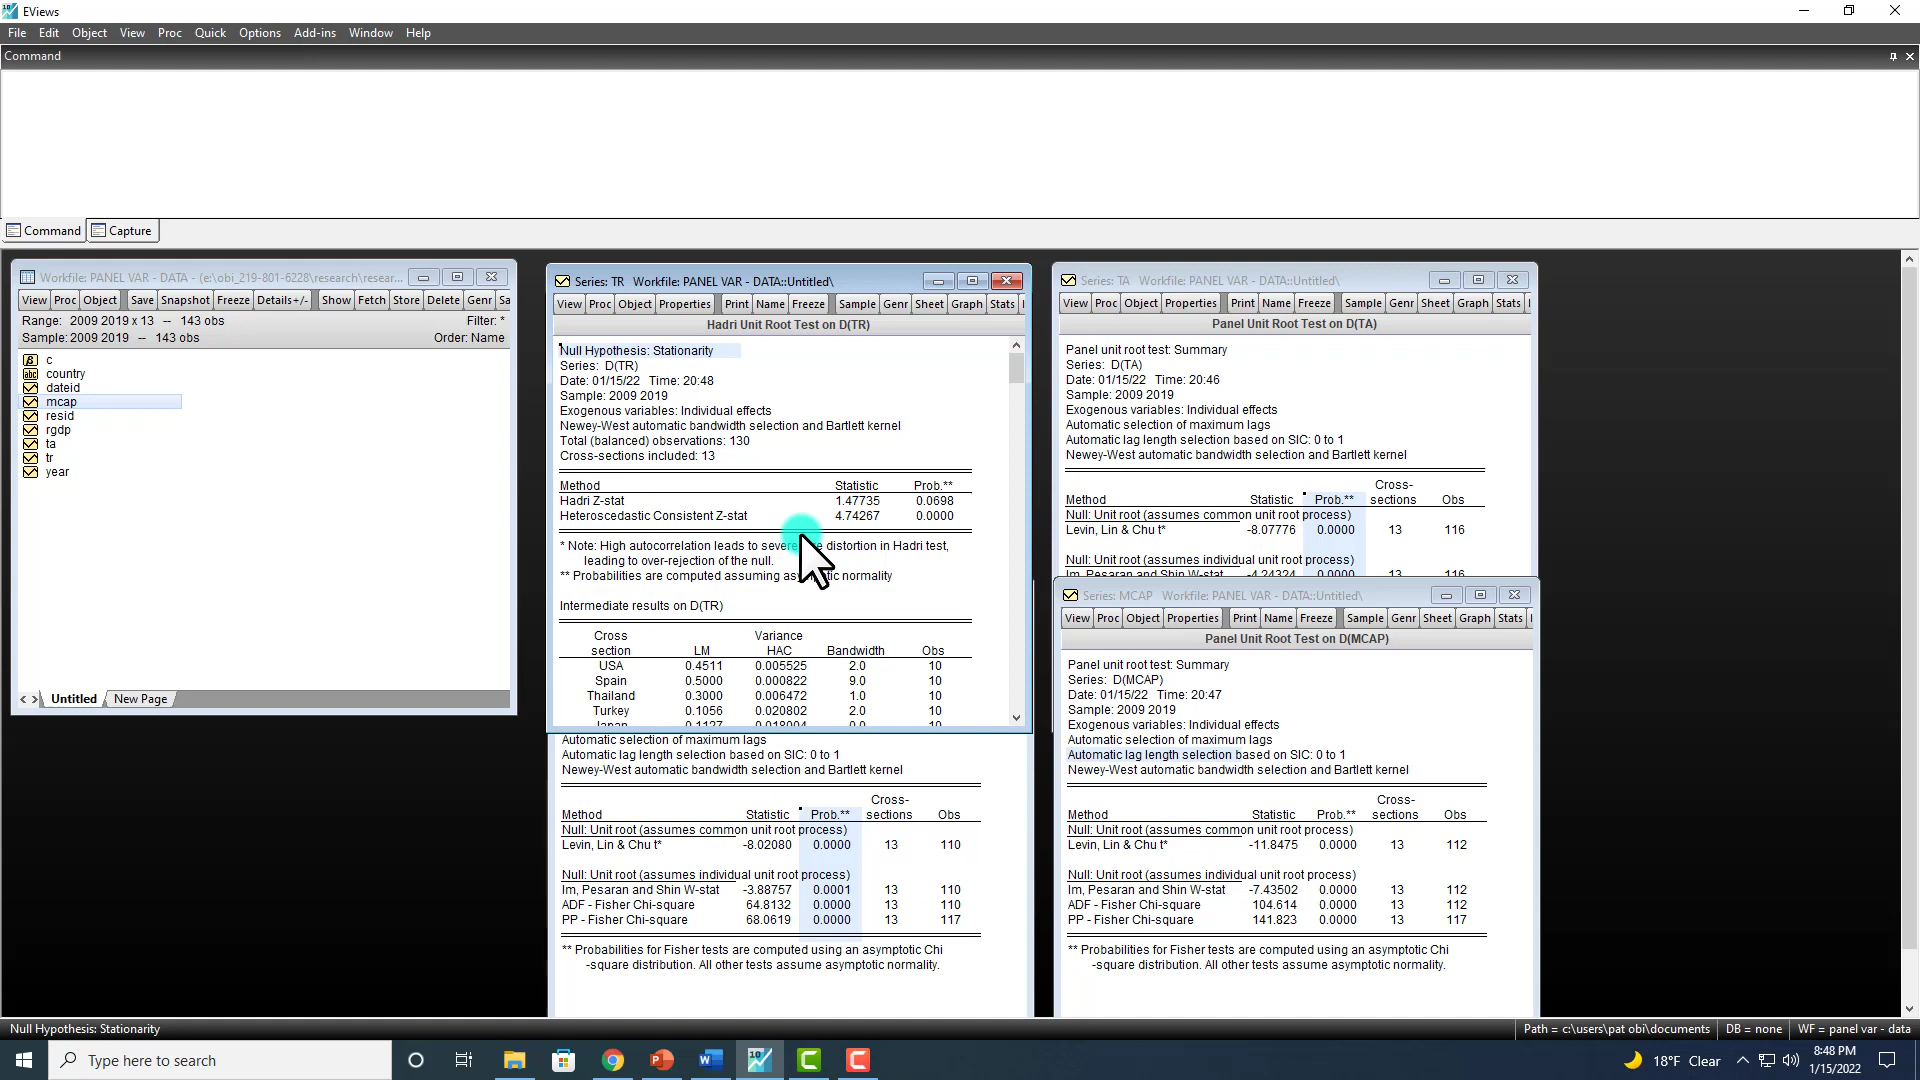 EViews
File Edit Object View Proc Quick Options Add-ins Window Help
Command
Command Capture
Workfile: PANEL VAR - DATA - (e:\obi_219-801-6228\research\resear...
View Proc Object Save Snapshot Freeze Details+/- Show Fetch Store Delete Genr Sa
Range: 2009 2019 x 13 -- 143 obs Filter: *
Sample: 2009 2019 -- 143 obs Order: Name
c
country
dateid
mcap
resid
rgdp
ta
tr
year
Untitled New Page
Series: TR Workfile: PANEL VAR - DATA::Untitled\
View Proc Object Properties Print Name Freeze Sample Genr Sheet Graph Stats
Hadri Unit Root Test on D(TR)
Null Hypothesis: Stationarity
Series: D(TR)
Date: 01/15/22 Time: 20:48
Sample: 2009 2019
Exogenous variables: Individual effects
Newey-West automatic bandwidth selection and Bartlett kernel
Total (balanced) observations: 130
Cross-sections included: 13
Method Statistic Prob.**
Hadri Z-stat 1.47735 0.0698
Heteroscedastic Consistent Z-stat 4.74267 0.0000
* Note: High autocorrelation leads to distortion in Hadri test,
leading to over-rejection of the null.
** Probabilities are computed assuming normality
Intermediate results on D(TR)
Cross Variance
section LM HAC Bandwidth Obs
USA 0.4511 0.005525 2.0 10
Spain 0.5000 0.000822 9.0 10
Thailand 0.3000 0.006472 1.0 10
Turkey 0.1056 0.020802 2.0 10
Japan 0.1127 0.018004 0.0 10
Automatic selection of maximum lags
Automatic lag length selection based on SIC: 0 to 1
Newey-West automatic bandwidth selection and Bartlett kernel
Cross-
Method Statistic Prob.** sections Obs
Null: Unit root (assumes common unit root process)
Levin, Lin & Chu t* -8.02080 0.0000 13 110
Null: Unit root (assumes individual unit root process)
Im, Pesaran and Shin W-stat -3.88757 0.0001 13 110
ADF - Fisher Chi-square 64.8132 0.0000 13 110
PP - Fisher Chi-square 68.0619 0.0000 13 117
** Probabilities for Fisher tests are computed using an asymptotic Chi
-square distribution. All other tests assume asymptotic normality.
Series: TA Workfile: PANEL VAR - DATA::Untitled\
View Proc Object Properties Print Name Freeze Sample Genr Sheet Graph Stats
Panel Unit Root Test on D(TA)
Panel unit root test: Summary
Series: D(TA)
Date: 01/15/22 Time: 20:46
Sample: 2009 2019
Exogenous variables: Individual effects
Automatic selection of maximum lags
Automatic lag length selection based on SIC: 0 to 1
Newey-West automatic bandwidth selection and Bartlett kernel
Cross-
Method Statistic Prob.** sections Obs
Null: Unit root (assumes common unit root process)
Levin, Lin & Chu t* -8.07776 0.0000 13 116
Null: Unit root (assumes individual unit root process)
Im, Pesaran and Shin W-stat -4.24324 0.0000 13 116
Series: MCAP Workfile: PANEL VAR - DATA::Untitled\
View Proc Object Properties Print Name Freeze Sample Genr Sheet Graph Stats
Panel Unit Root Test on D(MCAP)
Panel unit root test: Summary
Series: D(MCAP)
Date: 01/15/22 Time: 20:47
Sample: 2009 2019
Exogenous variables: Individual effects
Automatic selection of maximum lags
Automatic lag length selection based on SIC: 0 to 1
Newey-West automatic bandwidth selection and Bartlett kernel
Cross-
Method Statistic Prob.** sections Obs
Null: Unit root (assumes common unit root process)
Levin, Lin & Chu t* -11.8475 0.0000 13 112
Null: Unit root (assumes individual unit root process)
Im, Pesaran and Shin W-stat -7.43502 0.0000 13 112
ADF - Fisher Chi-square 104.614 0.0000 13 112
PP - Fisher Chi-square 141.823 0.0000 13 117
** Probabilities for Fisher tests are computed using an asymptotic Chi
-square distribution. All other tests assume asymptotic normality.
Null Hypothesis: Stationarity Path = c:\users\pat obi\documents DB = none WF = panel var - data
Type here to search
18°F Clear
8:48 PM
1/15/2022